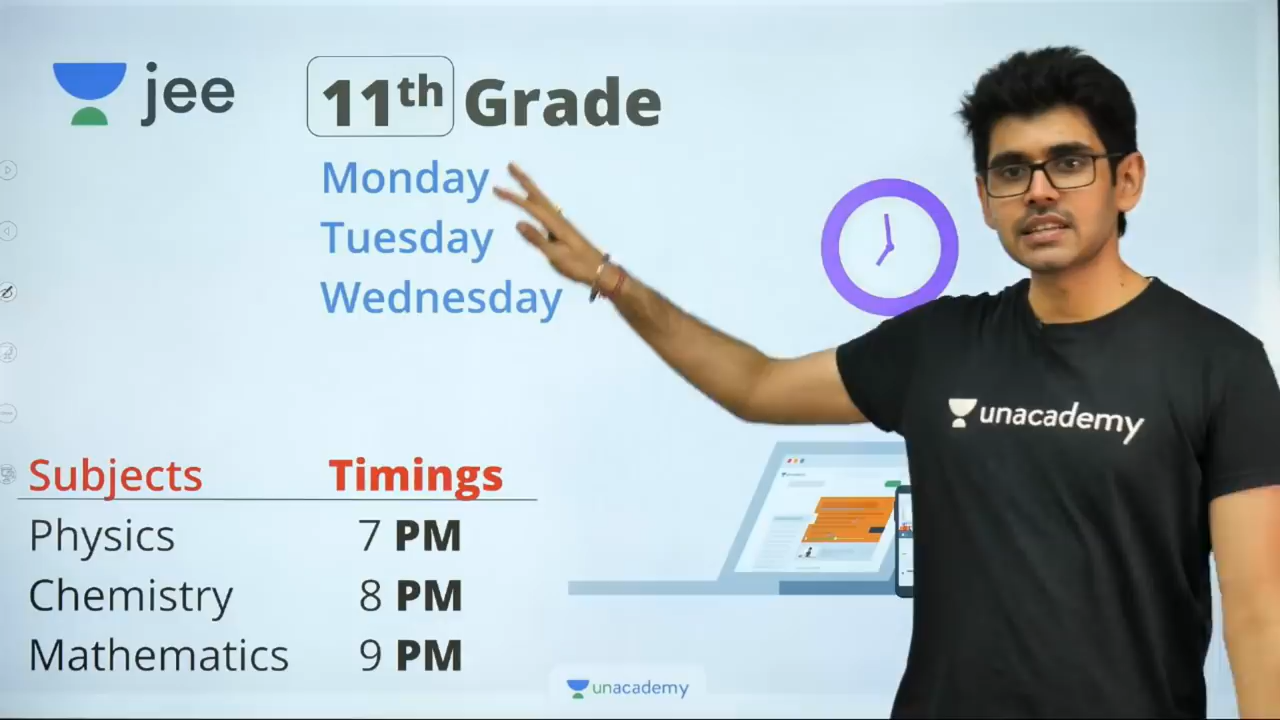 jee
11th Grade
Monday
Tuesday
Wednesday
unacademy
Subjects Timings
Physics 7 PM
Chemistry 8 PM
Mathematics 9 PM
unacademy